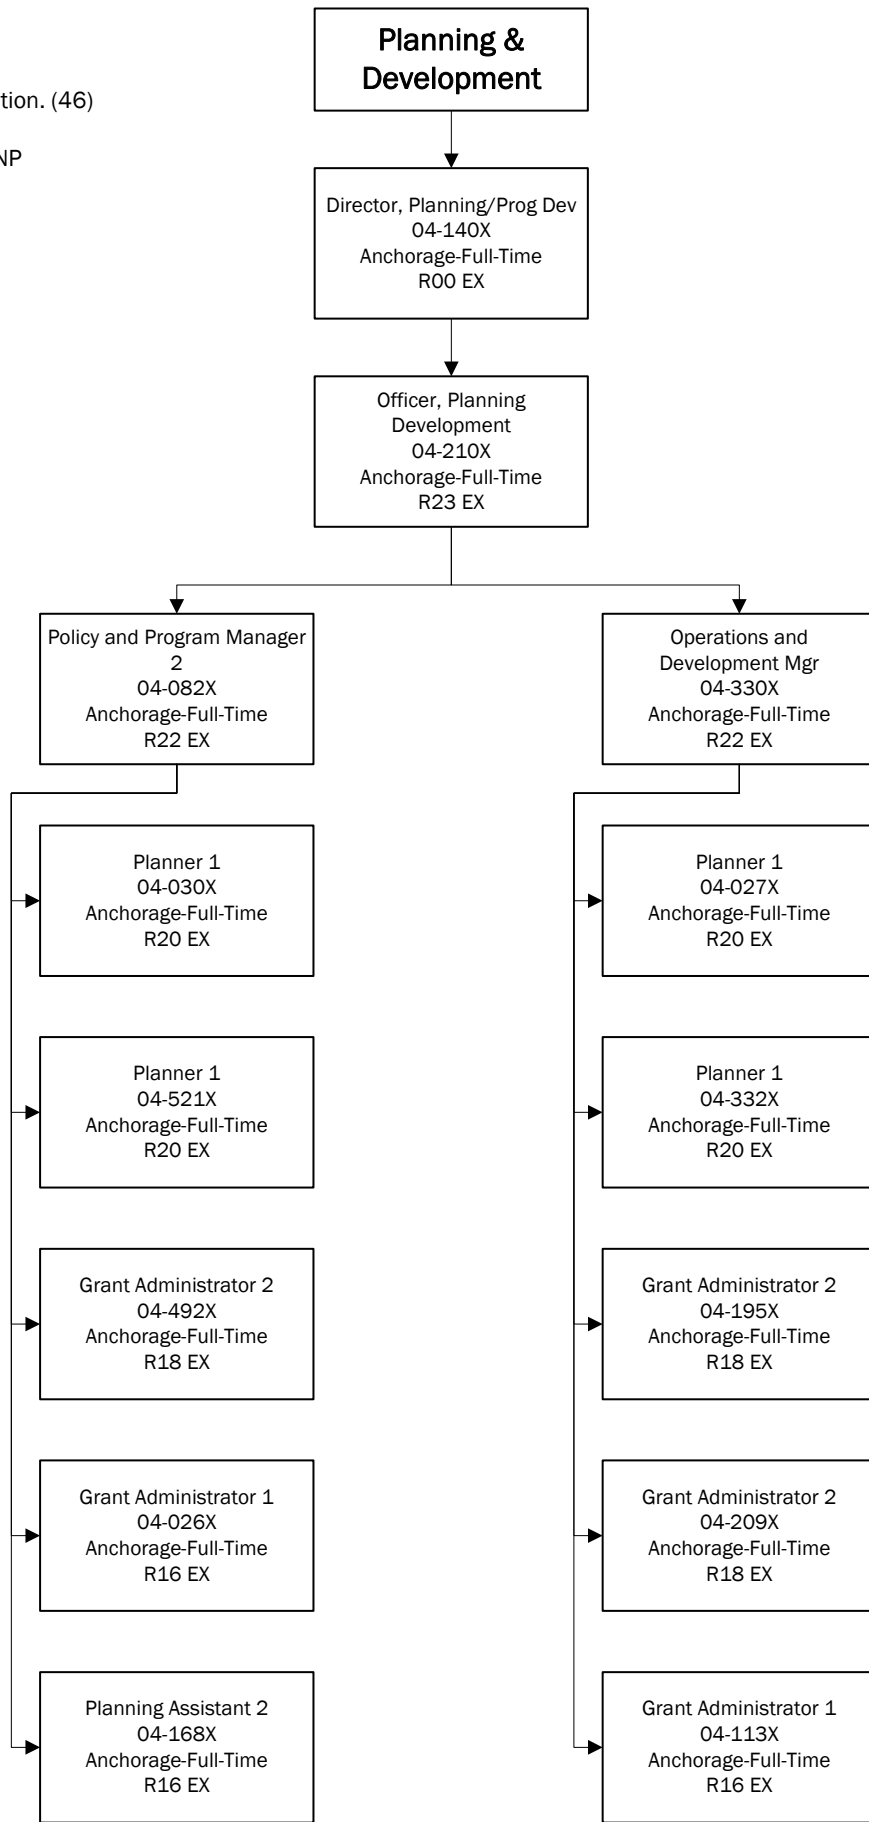 Planning &
Development
tion. (46)
NP
Director, Planning/Prog Dev
04-140X
Anchorage-Full-Time
R00 EX
Officer, Planning
Development
04-210X
Anchorage-Full-Time
R23 EX
Policy and Program Manager
2
04-082X
Anchorage-Full-Time
R22 EX
Operations and
Development Mgr
04-330X
Anchorage-Full-Time
R22 EX
Planner 1
04-030X
Anchorage-Full-Time
R20 EX
Planner 1
04-027X
Anchorage-Full-Time
R20 EX
Planner 1
04-521X
Anchorage-Full-Time
R20 EX
Planner 1
04-332X
Anchorage-Full-Time
R20 EX
Grant Administrator 2
04-492X
Anchorage-Full-Time
R18 EX
Grant Administrator 2
04-195X
Anchorage-Full-Time
R18 EX
Grant Administrator 1
04-026X
Anchorage-Full-Time
R16 EX
Grant Administrator 2
04-209X
Anchorage-Full-Time
R18 EX
Planning Assistant 2
04-168X
Anchorage-Full-Time
R16 EX
Grant Administrator 1
04-113X
Anchorage-Full-Time
R16 EX